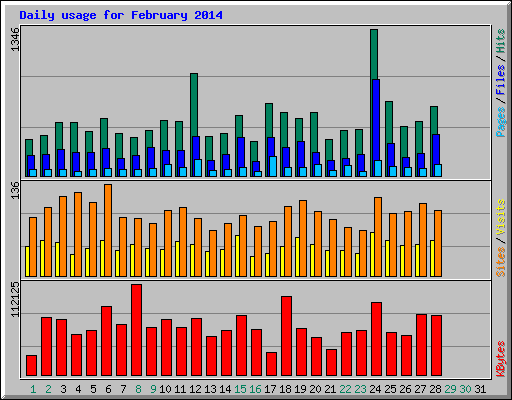 Daily usage for February 2014
1346
Pages / Files / Hits
136
Sites / Visits
112125
KBytes
1 2 3 4 5 6 7 8 9 10 11 12 13 14 15 16 17 18 19 20 21 22 23 24 25 26 27 28 29 30 31